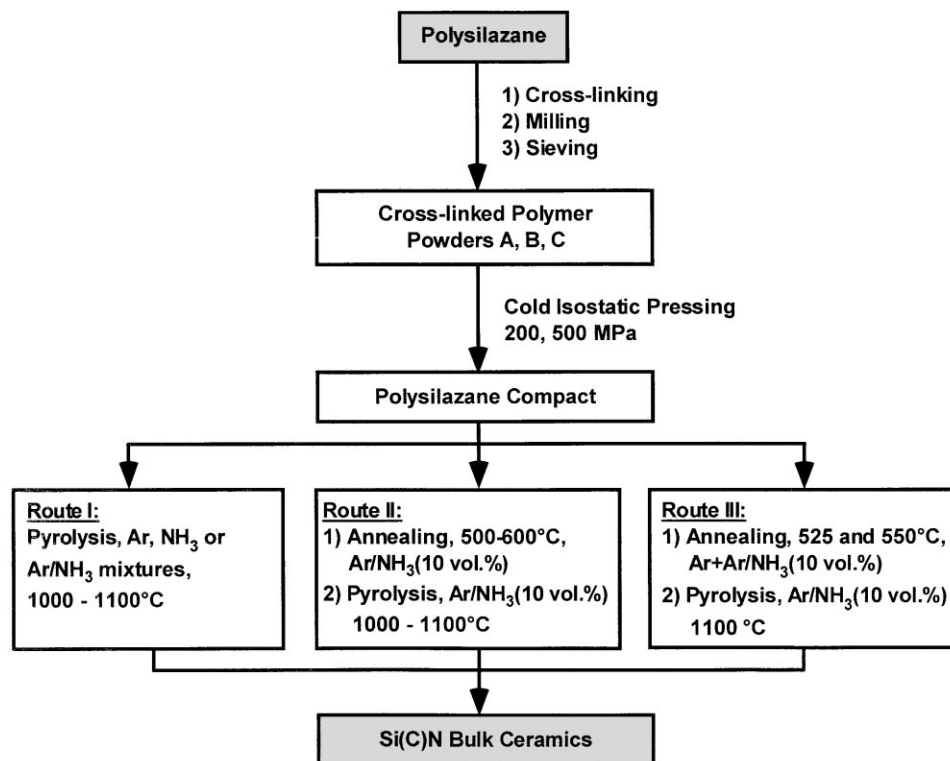 Polysilazane
1) Cross-linking
2) Milling
3) Sieving
Cross-linked Polymer
Powders A, B, C
Cold Isostatic Pressing
200, 500 MPa
Polysilazane Compact
Route I:
Pyrolysis, Ar, NH₃ or
Ar/NH₃ mixtures,
1000 - 1100°C
Route II:
1) Annealing, 500-600°C,
Ar/NH₃(10 vol.%)
2) Pyrolysis, Ar/NH₃(10 vol.%)
1000 - 1100°C
Route III:
1) Annealing, 525 and 550°C,
Ar+Ar/NH₃(10 vol.%)
2) Pyrolysis, Ar/NH₃(10 vol.%)
1100 °C
Si(C)N Bulk Ceramics